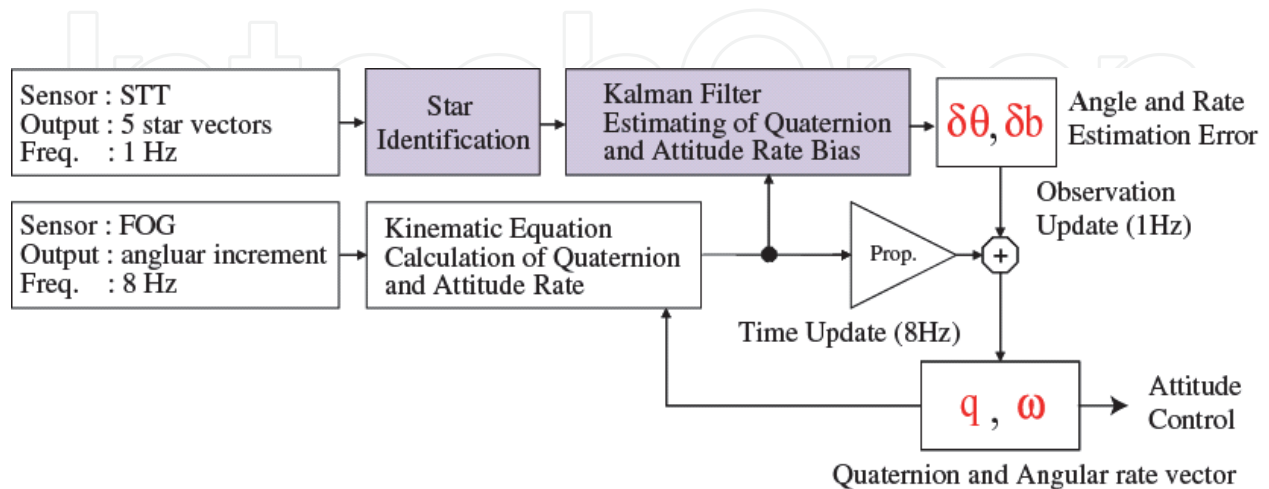 IntechOpen
Sensor : STT
Output : 5 star vectors
Freq. : 1 Hz
Star
Identification
Kalman Filter
Estimating of Quaternion
and Attitude Rate Bias
δθ, δb
Angle and Rate
Estimation Error
Observation
Update (1Hz)
Sensor : FOG
Output : angluar increment
Freq. : 8 Hz
Kinematic Equation
Calculation of Quaternion
and Attitude Rate
Prop.
+
Time Update (8Hz)
q , ω
Attitude
Control
Quaternion and Angular rate vector